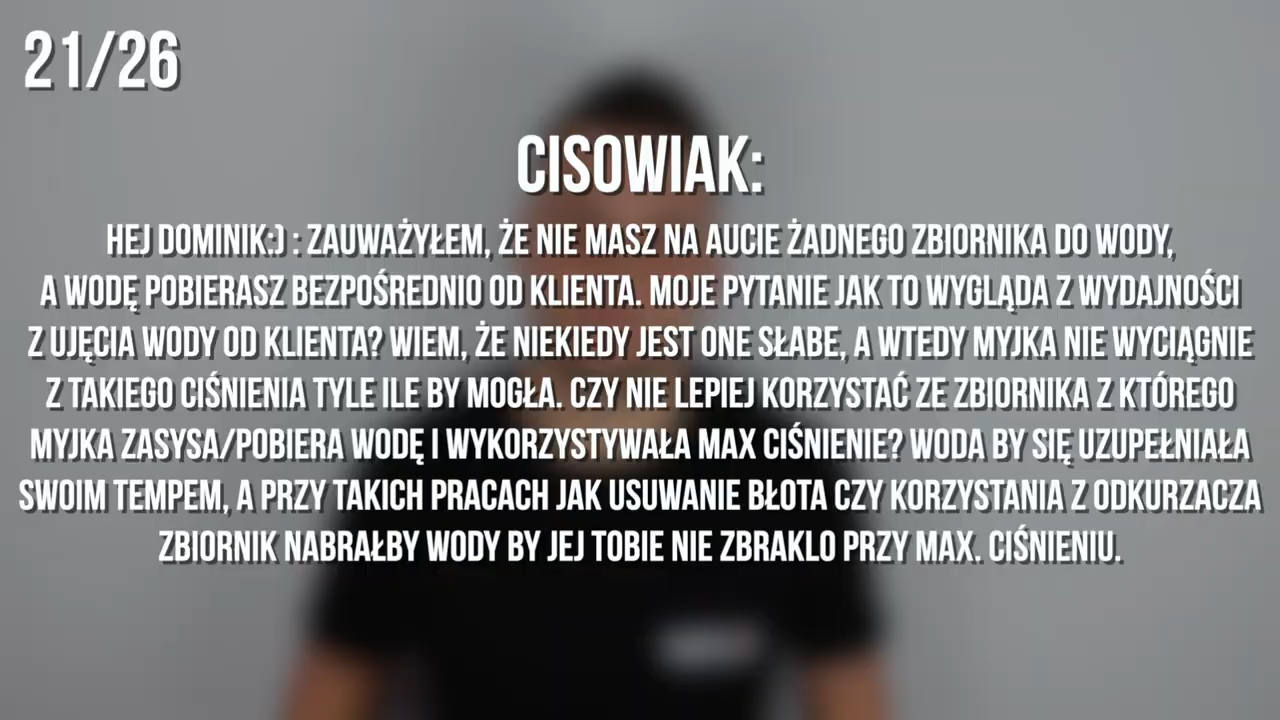 21/26
CISOWIAK:
HEJ DOMINIK:) : ZAUWAŻYŁEM, ŻE NIE MASZ NA AUCIE ŻADNEGO ZBIORNIKA DO WODY,
A WODĘ POBIERASZ BEZPOŚREDNIO OD KLIENTA. MOJE PYTANIE JAK TO WYGLĄDA Z WYDAJNOŚCI
Z UJĘCIA WODY OD KLIENTA? WIEM, ŻE NIEKIEDY JEST ONE SŁABE, A WTEDY MYJKA NIE WYCIĄGNIE
Z TAKIEGO CIŚNIENIA TYLE ILE BY MOGŁA. CZY NIE LEPIEJ KORZYSTAĆ ZE ZBIORNIKA Z KTÓREGO
MYJKA ZASYSA/POBIERA WODĘ I WYKORZYSTYWAŁA MAX CIŚNIENIE? WODA BY SIĘ UZUPEŁNIAŁA
SWOIM TEMPEM, A PRZY TAKICH PRACACH JAK USUWANIE BŁOTA CZY KORZYSTANIA Z ODKURZACZA
ZBIORNIK NABRAŁBY WODY BY JEJ TOBIE NIE ZBRAKLO PRZY MAX. CIŚNIENIU.